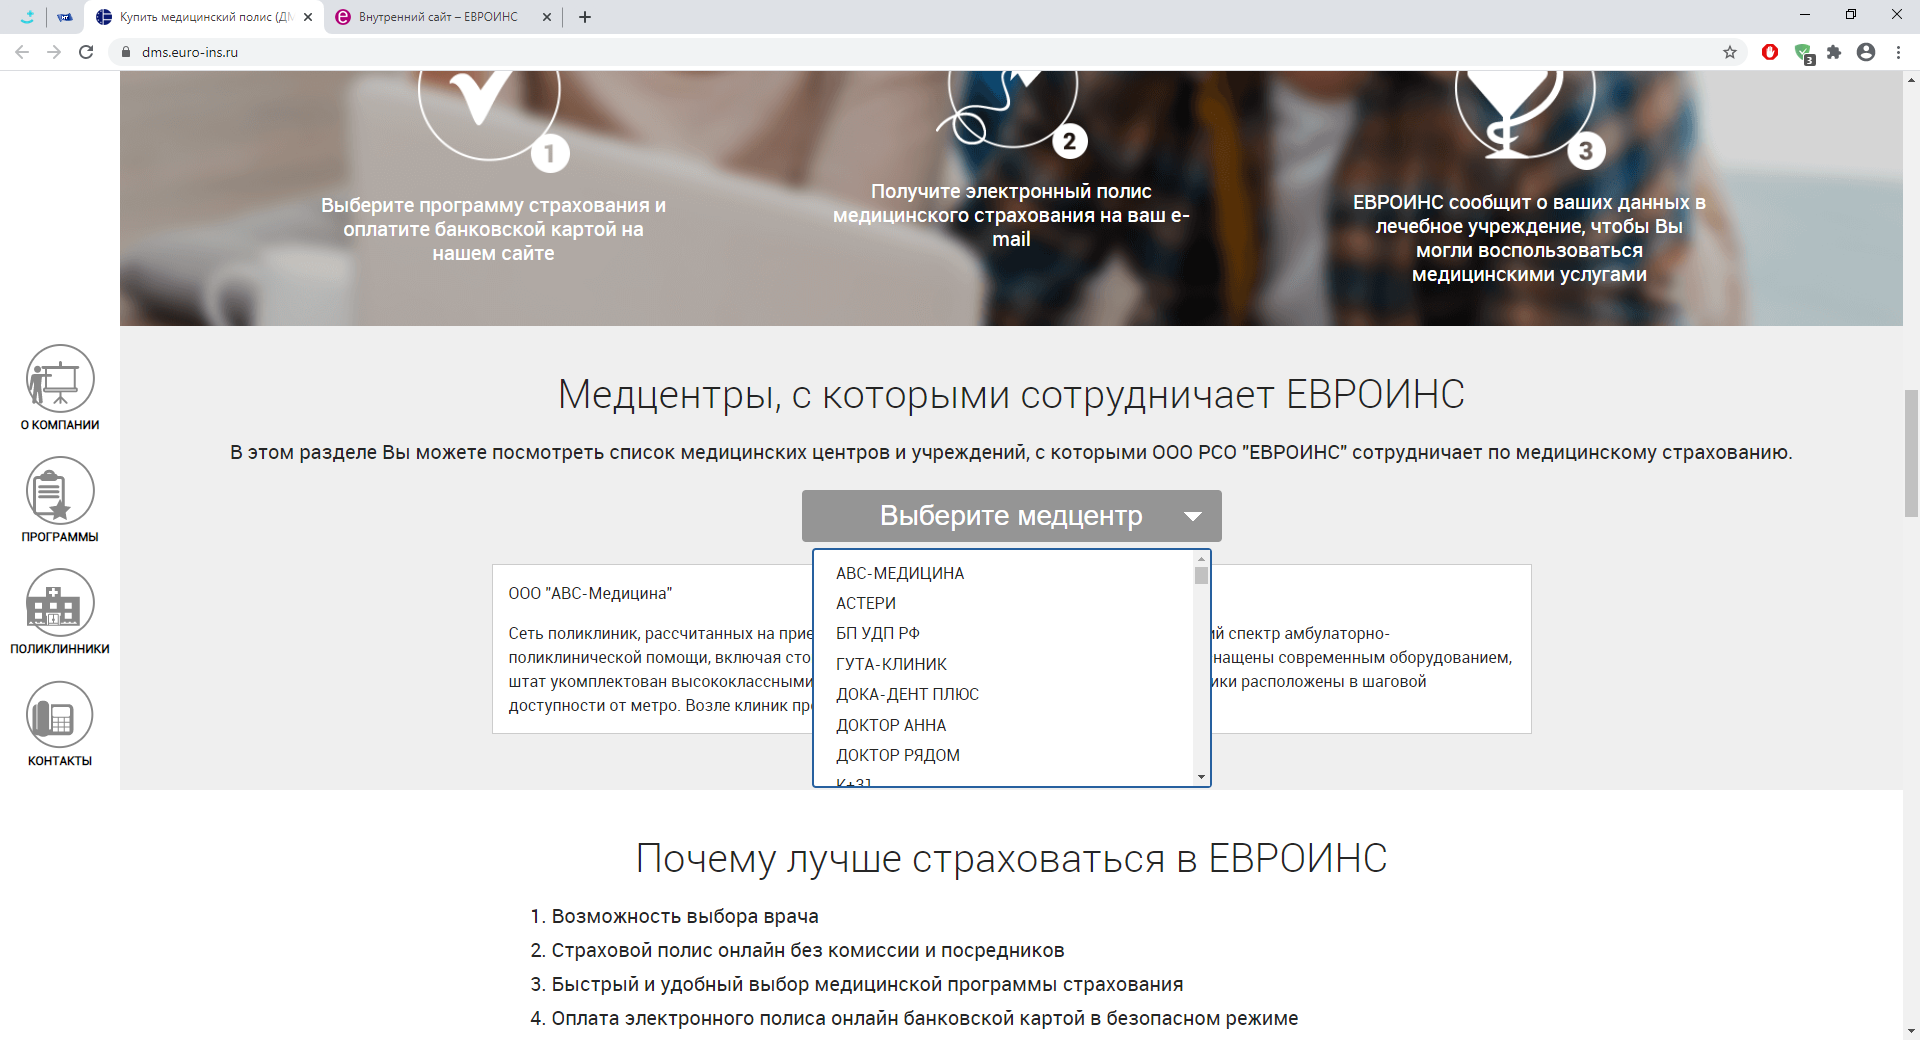 Купить медицинский полис (ДМ
Внутренний сайт – ЕВРОИНС
dms.euro-ins.ru
3
1
2
3
Выберите программу страхования и
оплатите банковской картой на
нашем сайте
Получите электронный полис
медицинского страхования на ваш e-
mail
ЕВРОИНС сообщит о ваших данных в
лечебное учреждение, чтобы Вы
могли воспользоваться
медицинскими услугами
О КОМПАНИИ
ПРОГРАММЫ
ПОЛИКЛИННИКИ
КОНТАКТЫ
Медцентры, с которыми сотрудничает ЕВРОИНС
В этом разделе Вы можете посмотреть список медицинских центров и учреждений, с которыми ООО РСО "ЕВРОИНС" сотрудничает по медицинскому страхованию.
Выберите медцентр
АВС-МЕДИЦИНА
АСТЕРИ
БП УДП РФ
ГУТА-КЛИНИК
ДОКА-ДЕНТ ПЛЮС
ДОКТОР АННА
ДОКТОР РЯДОМ
К+31
ООО "АВС-Медицина"
Сеть поликлиник, рассчитанных на прие ий спектр амбулаторно-
поликлинической помощи, включая сто нащены современным оборудованием,
штат укомплектован высококлассными ики расположены в шаговой
доступности от метро. Возле клиник пр
Почему лучше страховаться в ЕВРОИНС
1. Возможность выбора врача
2. Страховой полис онлайн без комиссии и посредников
3. Быстрый и удобный выбор медицинской программы страхования
4. Оплата электронного полиса онлайн банковской картой в безопасном режиме